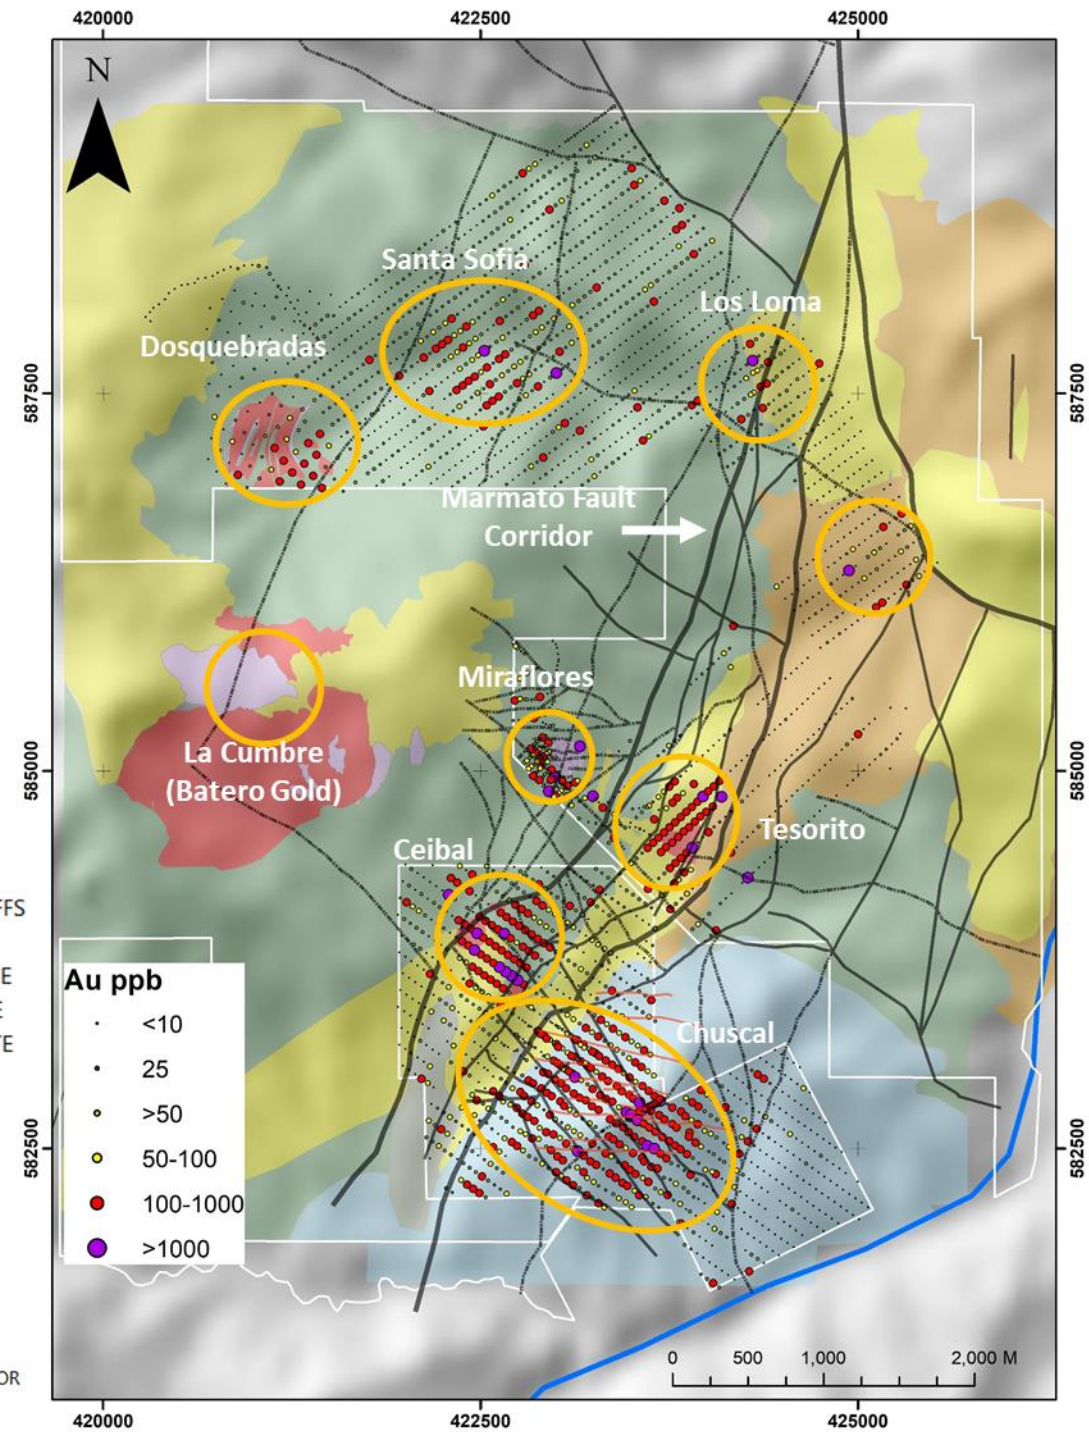 420000 422500 425000
N
Santa Sofia
Los Loma
Dosquebradas
587500 587500
Marmato Fault
Corridor
Miraflores
La Cumbre
(Batero Gold)
585000 585000
Tesorito
Ceibal
FFS
E
E
TE
Au ppb
<10
25
>50
50-100
100-1000
>1000
Chuscal
582500 582500
0 500 1,000 2,000 M
OR
420000 422500 425000